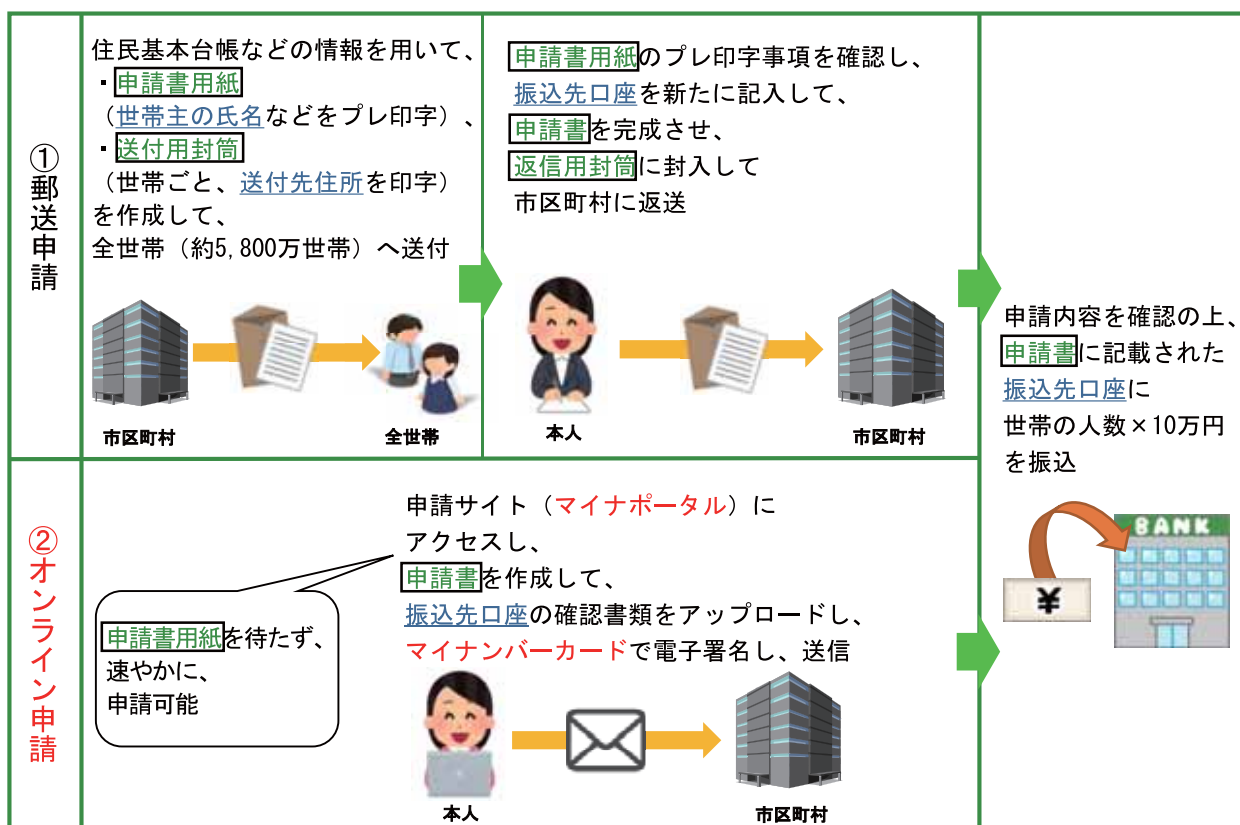 ①郵送申請
住民基本台帳などの情報を用いて、
・申請書用紙
（世帯主の氏名などをプレ印字）、
・送付用封筒
（世帯ごと、送付先住所を印字）
を作成して、
全世帯（約5,800万世帯）へ送付
市区町村
全世帯
申請書用紙のプレ印字事項を確認し、
振込先口座を新たに記入して、
申請書を完成させ、
返信用封筒に封入して
市区町村に返送
本人
市区町村
②オンライン申請
申請書用紙を待たず、
速やかに、
申請可能
申請サイト（マイナポータル）に
アクセスし、
申請書を作成して、
振込先口座の確認書類をアップロードし、
マイナンバーカードで電子署名し、送信
本人
市区町村
申請内容を確認の上、
申請書に記載された
振込先口座に
世帯の人数×10万円
を振込
BANK
¥